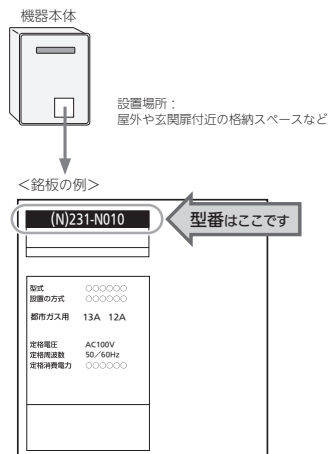 機器本体
設置場所：
屋外や玄関扉付近の格納スペースなど
＜銘板の例＞
(N)231-N010
型番はここです
型式 ○○○○○○
設置の方式 ○○○○○○
都市ガス用 13A 12A
定格電圧 AC100V
定格周波数 50／60Hz
定格消費電力 ○○○○○○